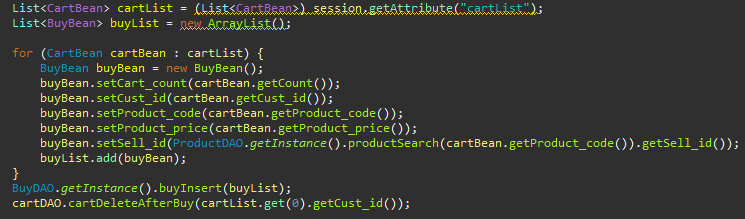 List<CartBean> cartList = (List<CartBean>) session.getAttribute("cartList");
List<BuyBean> buyList = new ArrayList();
for (CartBean cartBean : cartList) {
BuyBean buyBean = new BuyBean();
buyBean.setCart_count(cartBean.getCount());
buyBean.setCust_id(cartBean.getCust_id());
buyBean.setProduct_code(cartBean.getProduct_code());
buyBean.setProduct_price(cartBean.getProduct_price());
buyBean.setSell_id(ProductDAO.getInstance().productSearch(cartBean.getProduct_code()).getSell_id());
buyList.add(buyBean);
}
BuyDAO.getInstance().buyInsert(buyList);
cartDAO.cartDeleteAfterBuy(cartList.get(0).getCust_id());